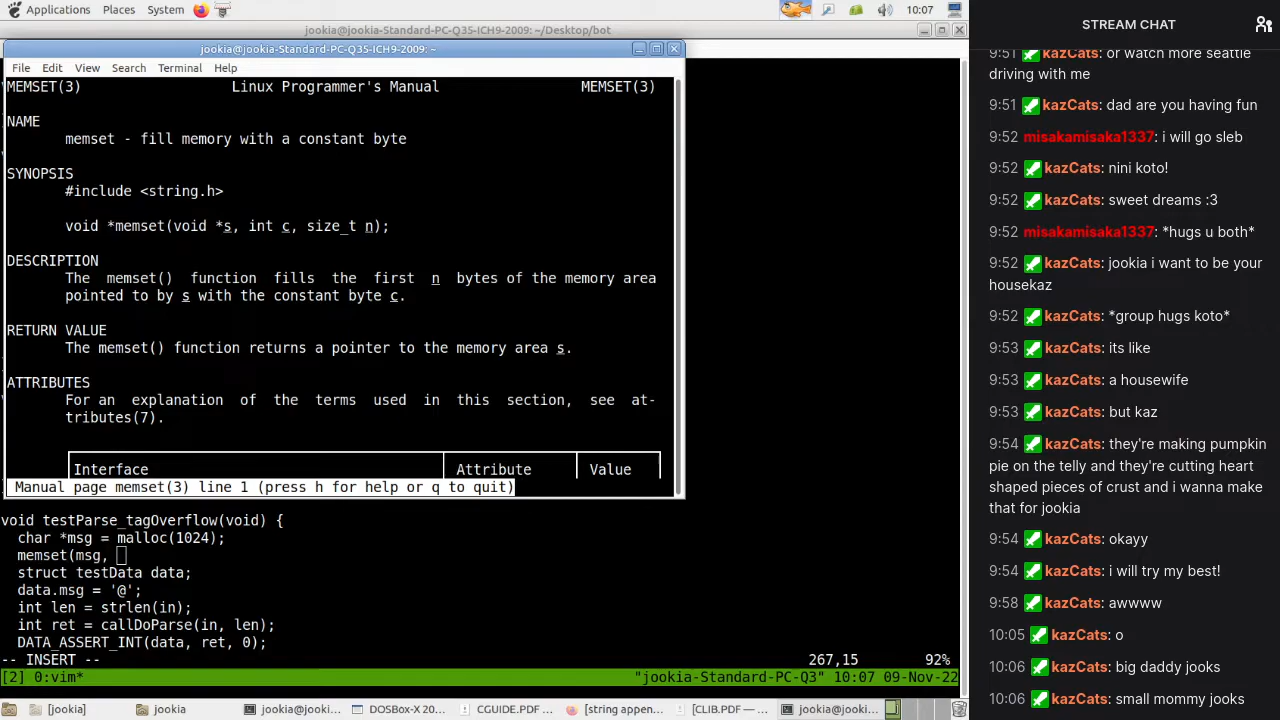 Applications Places System 10:07
jookia@jookia-Standard-PC-Q35-ICH9-2009: ~/Desktop/bot
jookia@jookia-Standard-PC-Q35-ICH9-2009: ~
File Edit View Search Terminal Help
MEMSET(3) Linux Programmer's Manual MEMSET(3)
NAME
memset - fill memory with a constant byte
SYNOPSIS
#include <string.h>
void *memset(void *s, int c, size_t n);
DESCRIPTION
The memset() function fills the first n bytes of the memory area
pointed to by s with the constant byte c.
RETURN VALUE
The memset() function returns a pointer to the memory area s.
ATTRIBUTES
For an explanation of the terms used in this section, see at-
tributes(7).
Interface Attribute Value
Manual page memset(3) line 1 (press h for help or q to quit)
void testParse_tagOverflow(void) {
char *msg = malloc(1024);
memset(msg,
struct testData data;
data.msg = '@';
int len = strlen(in);
int ret = callDoParse(in, len);
DATA_ASSERT_INT(data, ret, 0);
-- INSERT -- 267,15 92%
[2] 0:vim* "jookia-Standard-PC-Q3" 10:07 09-Nov-22
[jookia] jookia jookia@jooki... DOSBox-X 20... CGUIDE.PDF ... [string appen... [CLIB.PDF — ... jookia@jooki...
STREAM CHAT
9:51 kazCats: or watch more seattle
driving with me
9:51 kazCats: dad are you having fun
9:52 misakamisaka1337: i will go sleb
9:52 kazCats: nini koto!
9:52 kazCats: sweet dreams :3
9:52 misakamisaka1337: *hugs u both*
9:52 kazCats: jookia i want to be your
housekaz
9:52 kazCats: *group hugs koto*
9:53 kazCats: its like
9:53 kazCats: a housewife
9:53 kazCats: but kaz
9:54 kazCats: they're making pumpkin
pie on the telly and they're cutting heart
shaped pieces of crust and i wanna make
that for jookia
9:54 kazCats: okayy
9:54 kazCats: i will try my best!
9:58 kazCats: awwww
10:05 kazCats: o
10:06 kazCats: big daddy jooks
10:06 kazCats: small mommy jooks